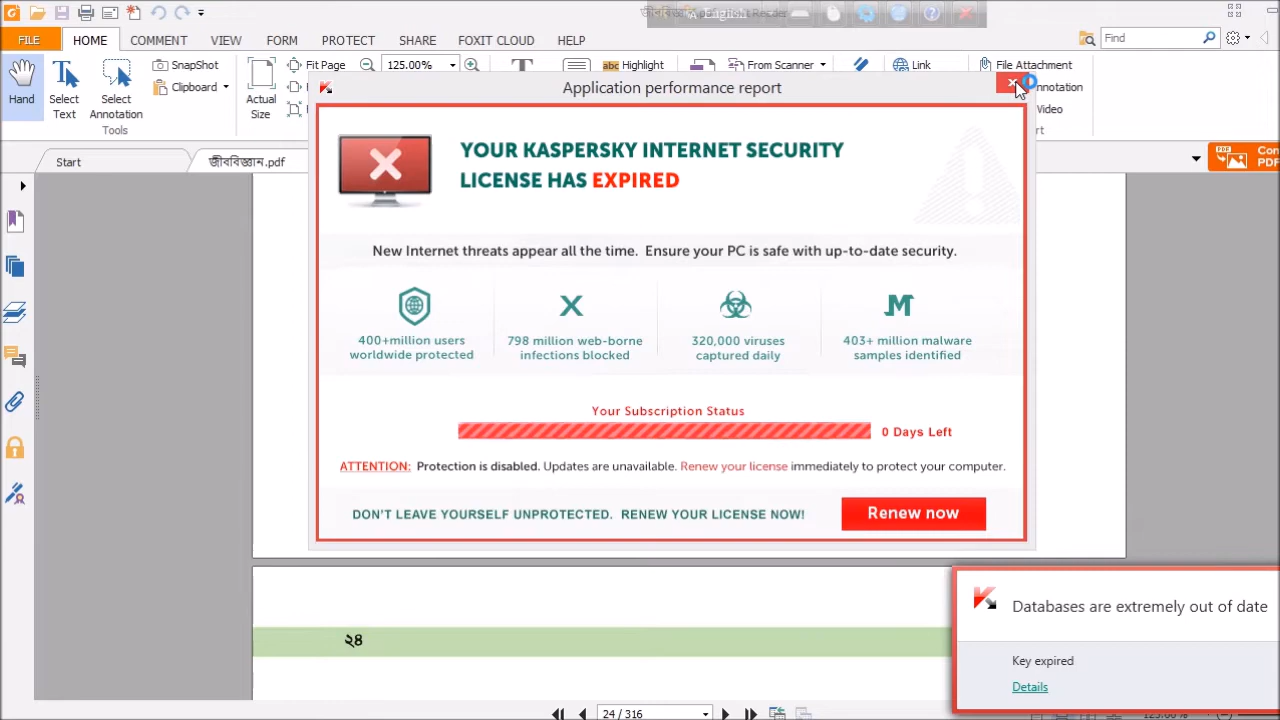 FILE HOME COMMENT VIEW FORM PROTECT SHARE FOXIT CLOUD HELP
Find
SnapShot
Fit Page 125.00%
Highlight
From Scanner
Link
File Attachment
Hand
Select
Text
Select
Annotation
Clipboard
Actual
Size
Tools
Video
Application performance report
Start জীববিজ্ঞান.pdf
YOUR KASPERSKY INTERNET SECURITY
LICENSE HAS EXPIRED
New Internet threats appear all the time. Ensure your PC is safe with up-to-date security.
400+million users
worldwide protected
798 million web-borne
infections blocked
320,000 viruses
captured daily
403+ million malware
samples identified
Your Subscription Status
0 Days Left
ATTENTION: Protection is disabled. Updates are unavailable. Renew your license immediately to protect your computer.
DON'T LEAVE YOURSELF UNPROTECTED. RENEW YOUR LICENSE NOW!
Renew now
Databases are extremely out of date
Key expired
Details
২৪
24 / 316